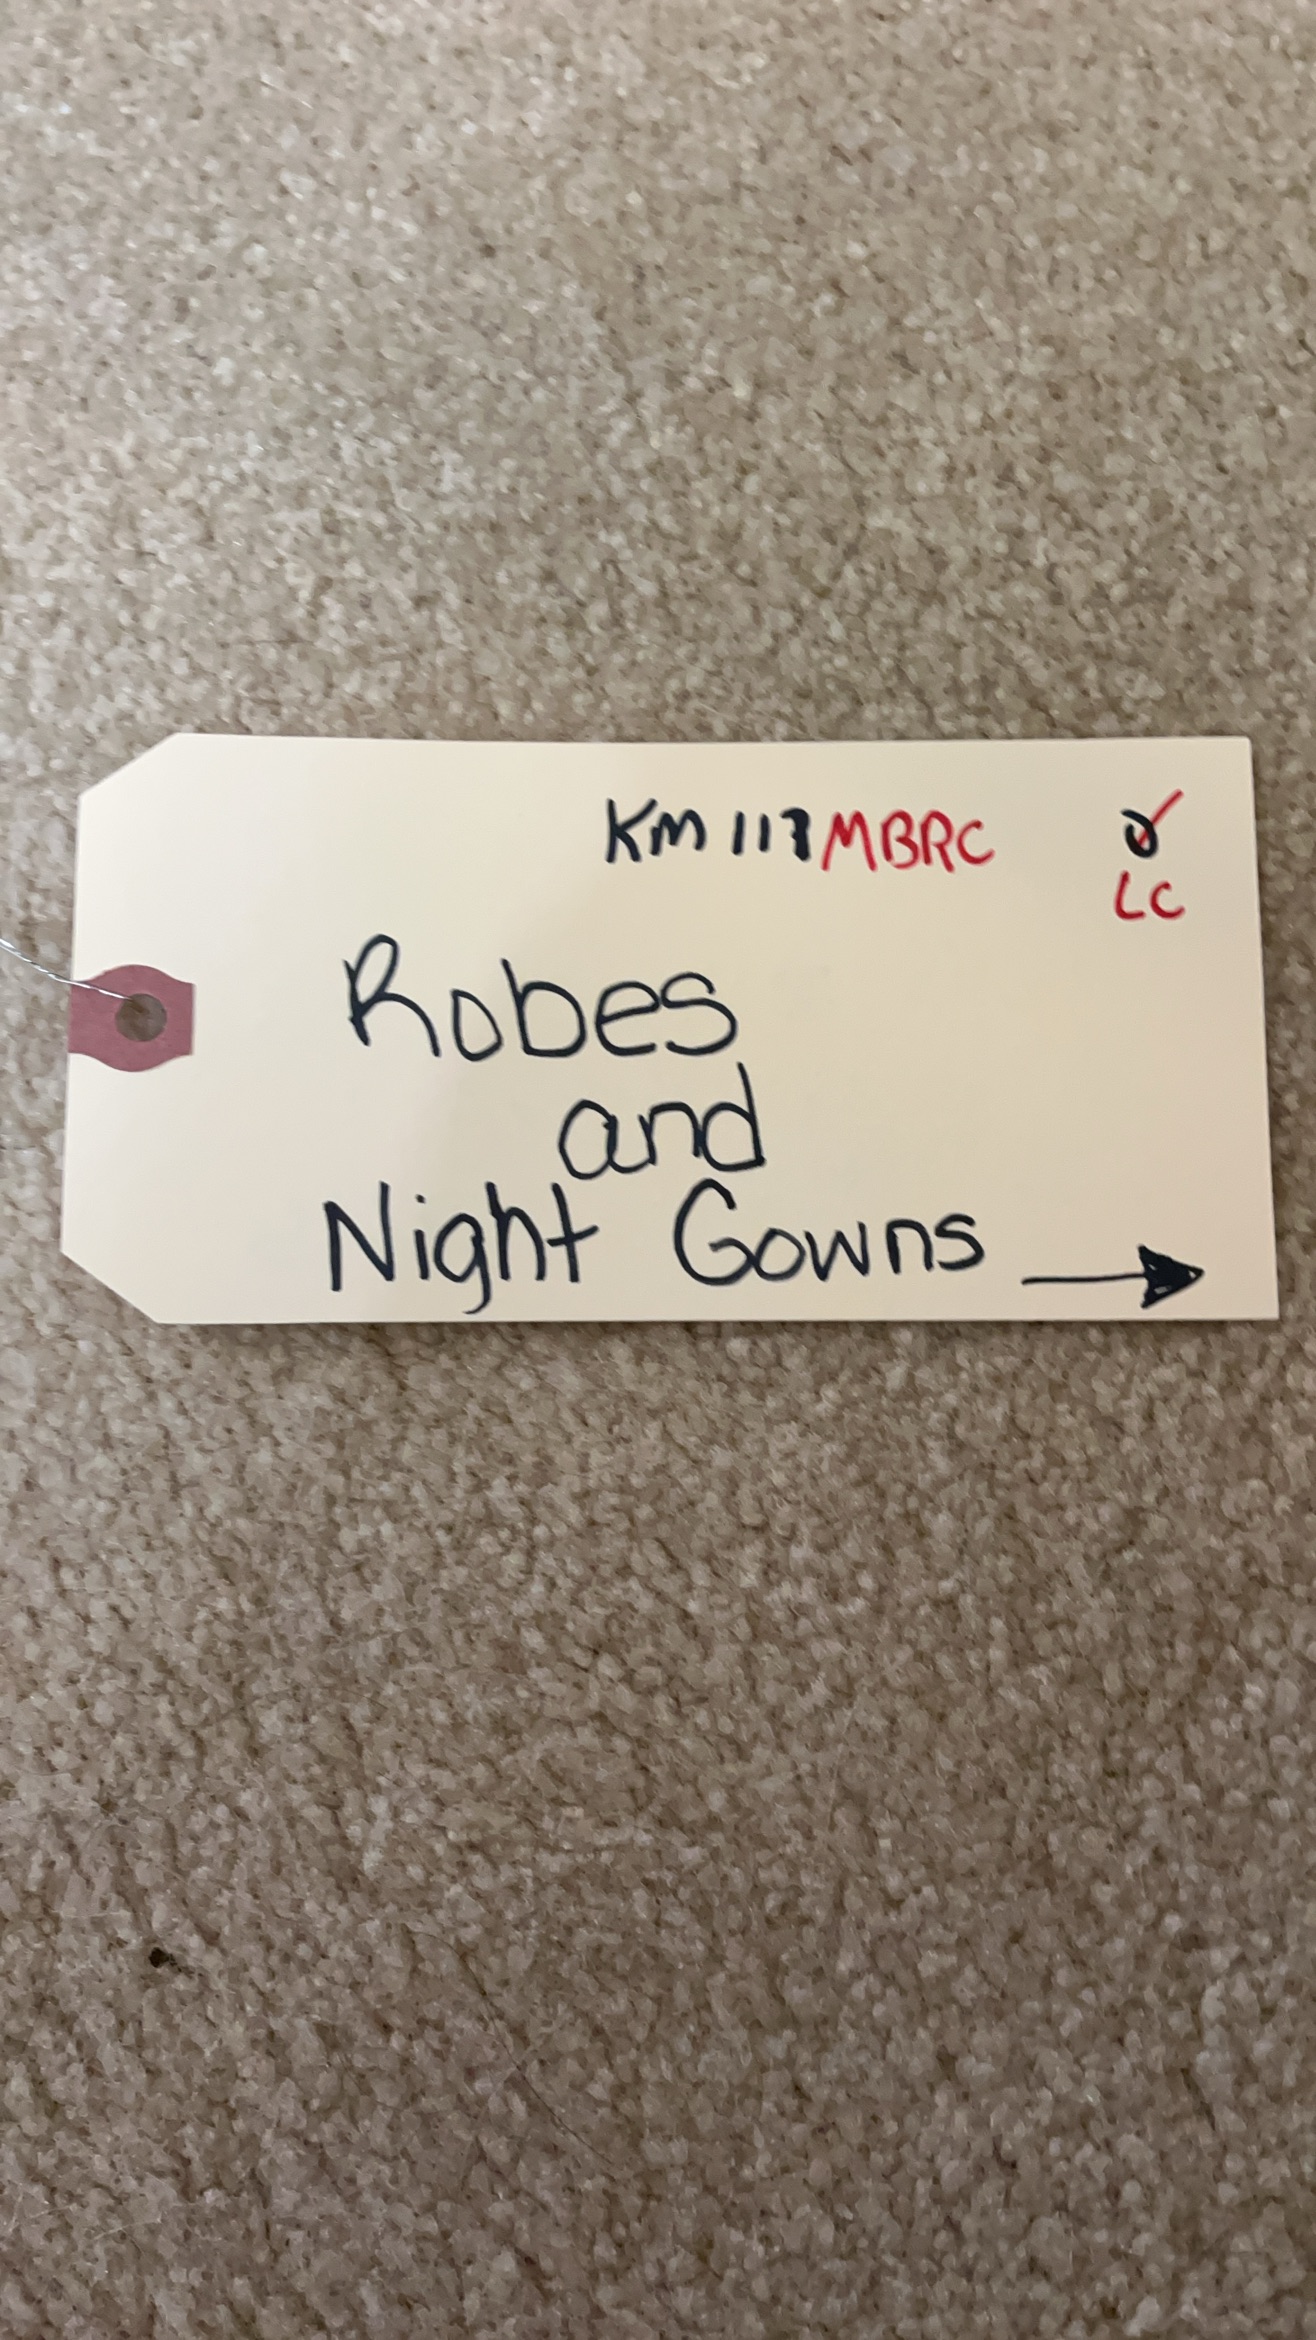 KM 117 MBRC
LC
Robes
and
Night Gowns